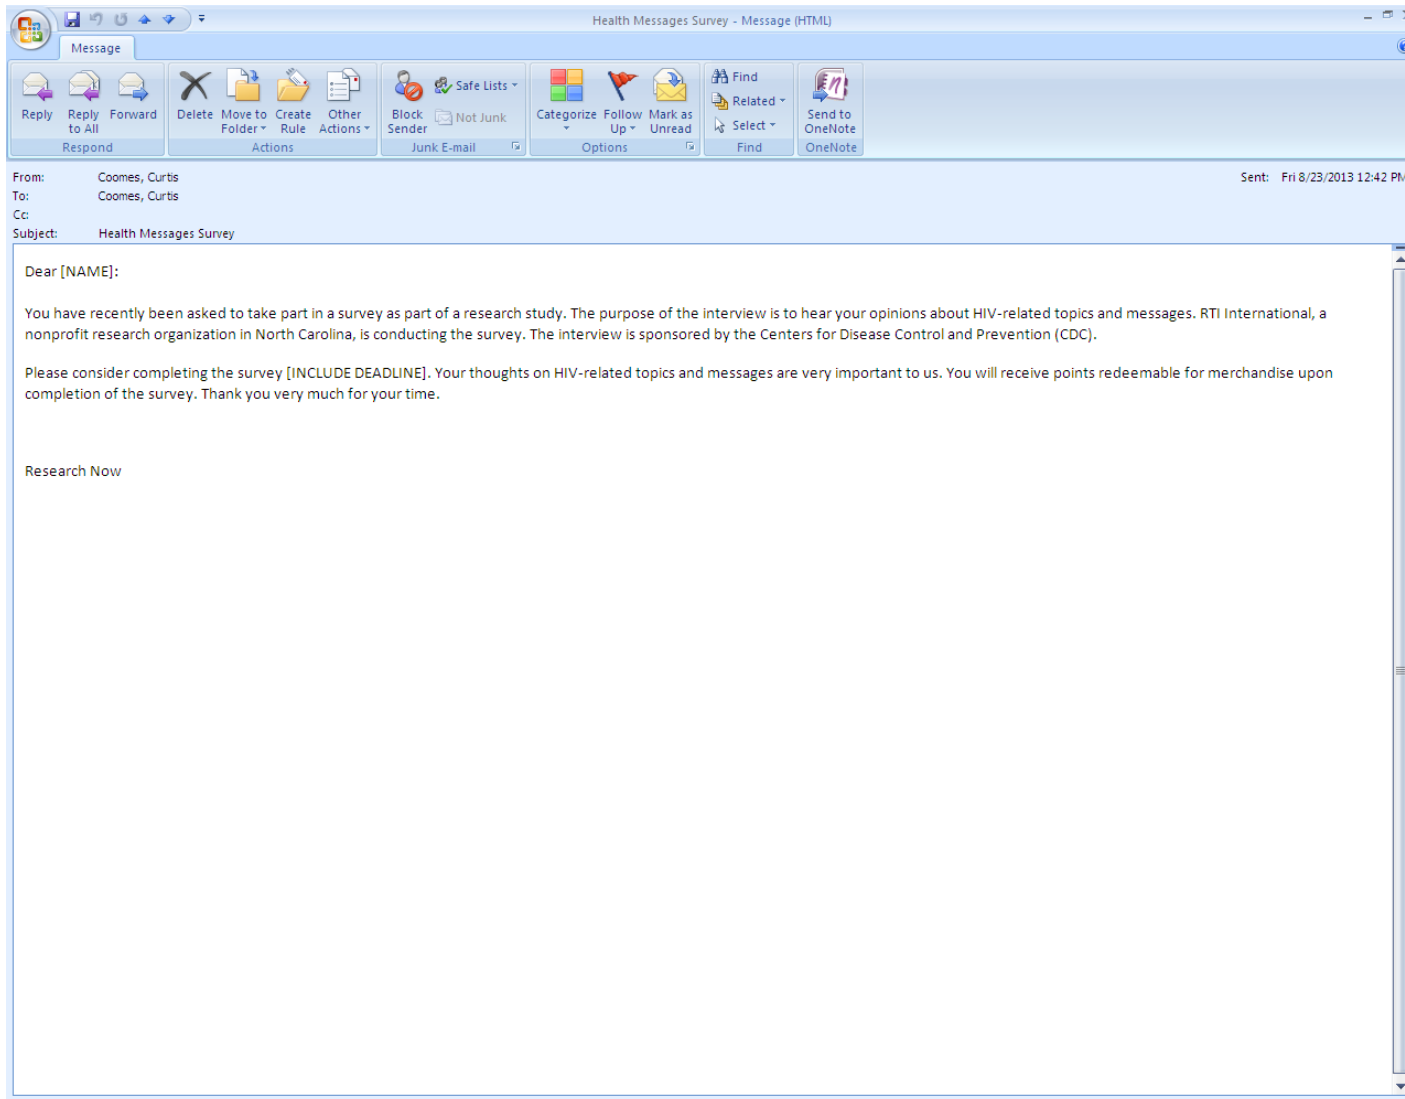 Health Messages Survey - Message (HTML)
Message
Reply
Reply to All
Forward
Respond
Delete
Move to Folder
Create Rule
Other Actions
Actions
Block Sender
Safe Lists
Not Junk
Junk E-mail
Categorize
Follow Up
Mark as Unread
Options
Find
Related
Select
Find
Send to OneNote
OneNote
From: Coomes, Curtis
Sent: Fri 8/23/2013 12:42 PM
To: Coomes, Curtis
Cc:
Subject: Health Messages Survey
Dear [NAME]:
You have recently been asked to take part in a survey as part of a research study. The purpose of the interview is to hear your opinions about HIV-related topics and messages. RTI International, a
nonprofit research organization in North Carolina, is conducting the survey. The interview is sponsored by the Centers for Disease Control and Prevention (CDC).
Please consider completing the survey [INCLUDE DEADLINE]. Your thoughts on HIV-related topics and messages are very important to us. You will receive points redeemable for merchandise upon
completion of the survey. Thank you very much for your time.
Research Now